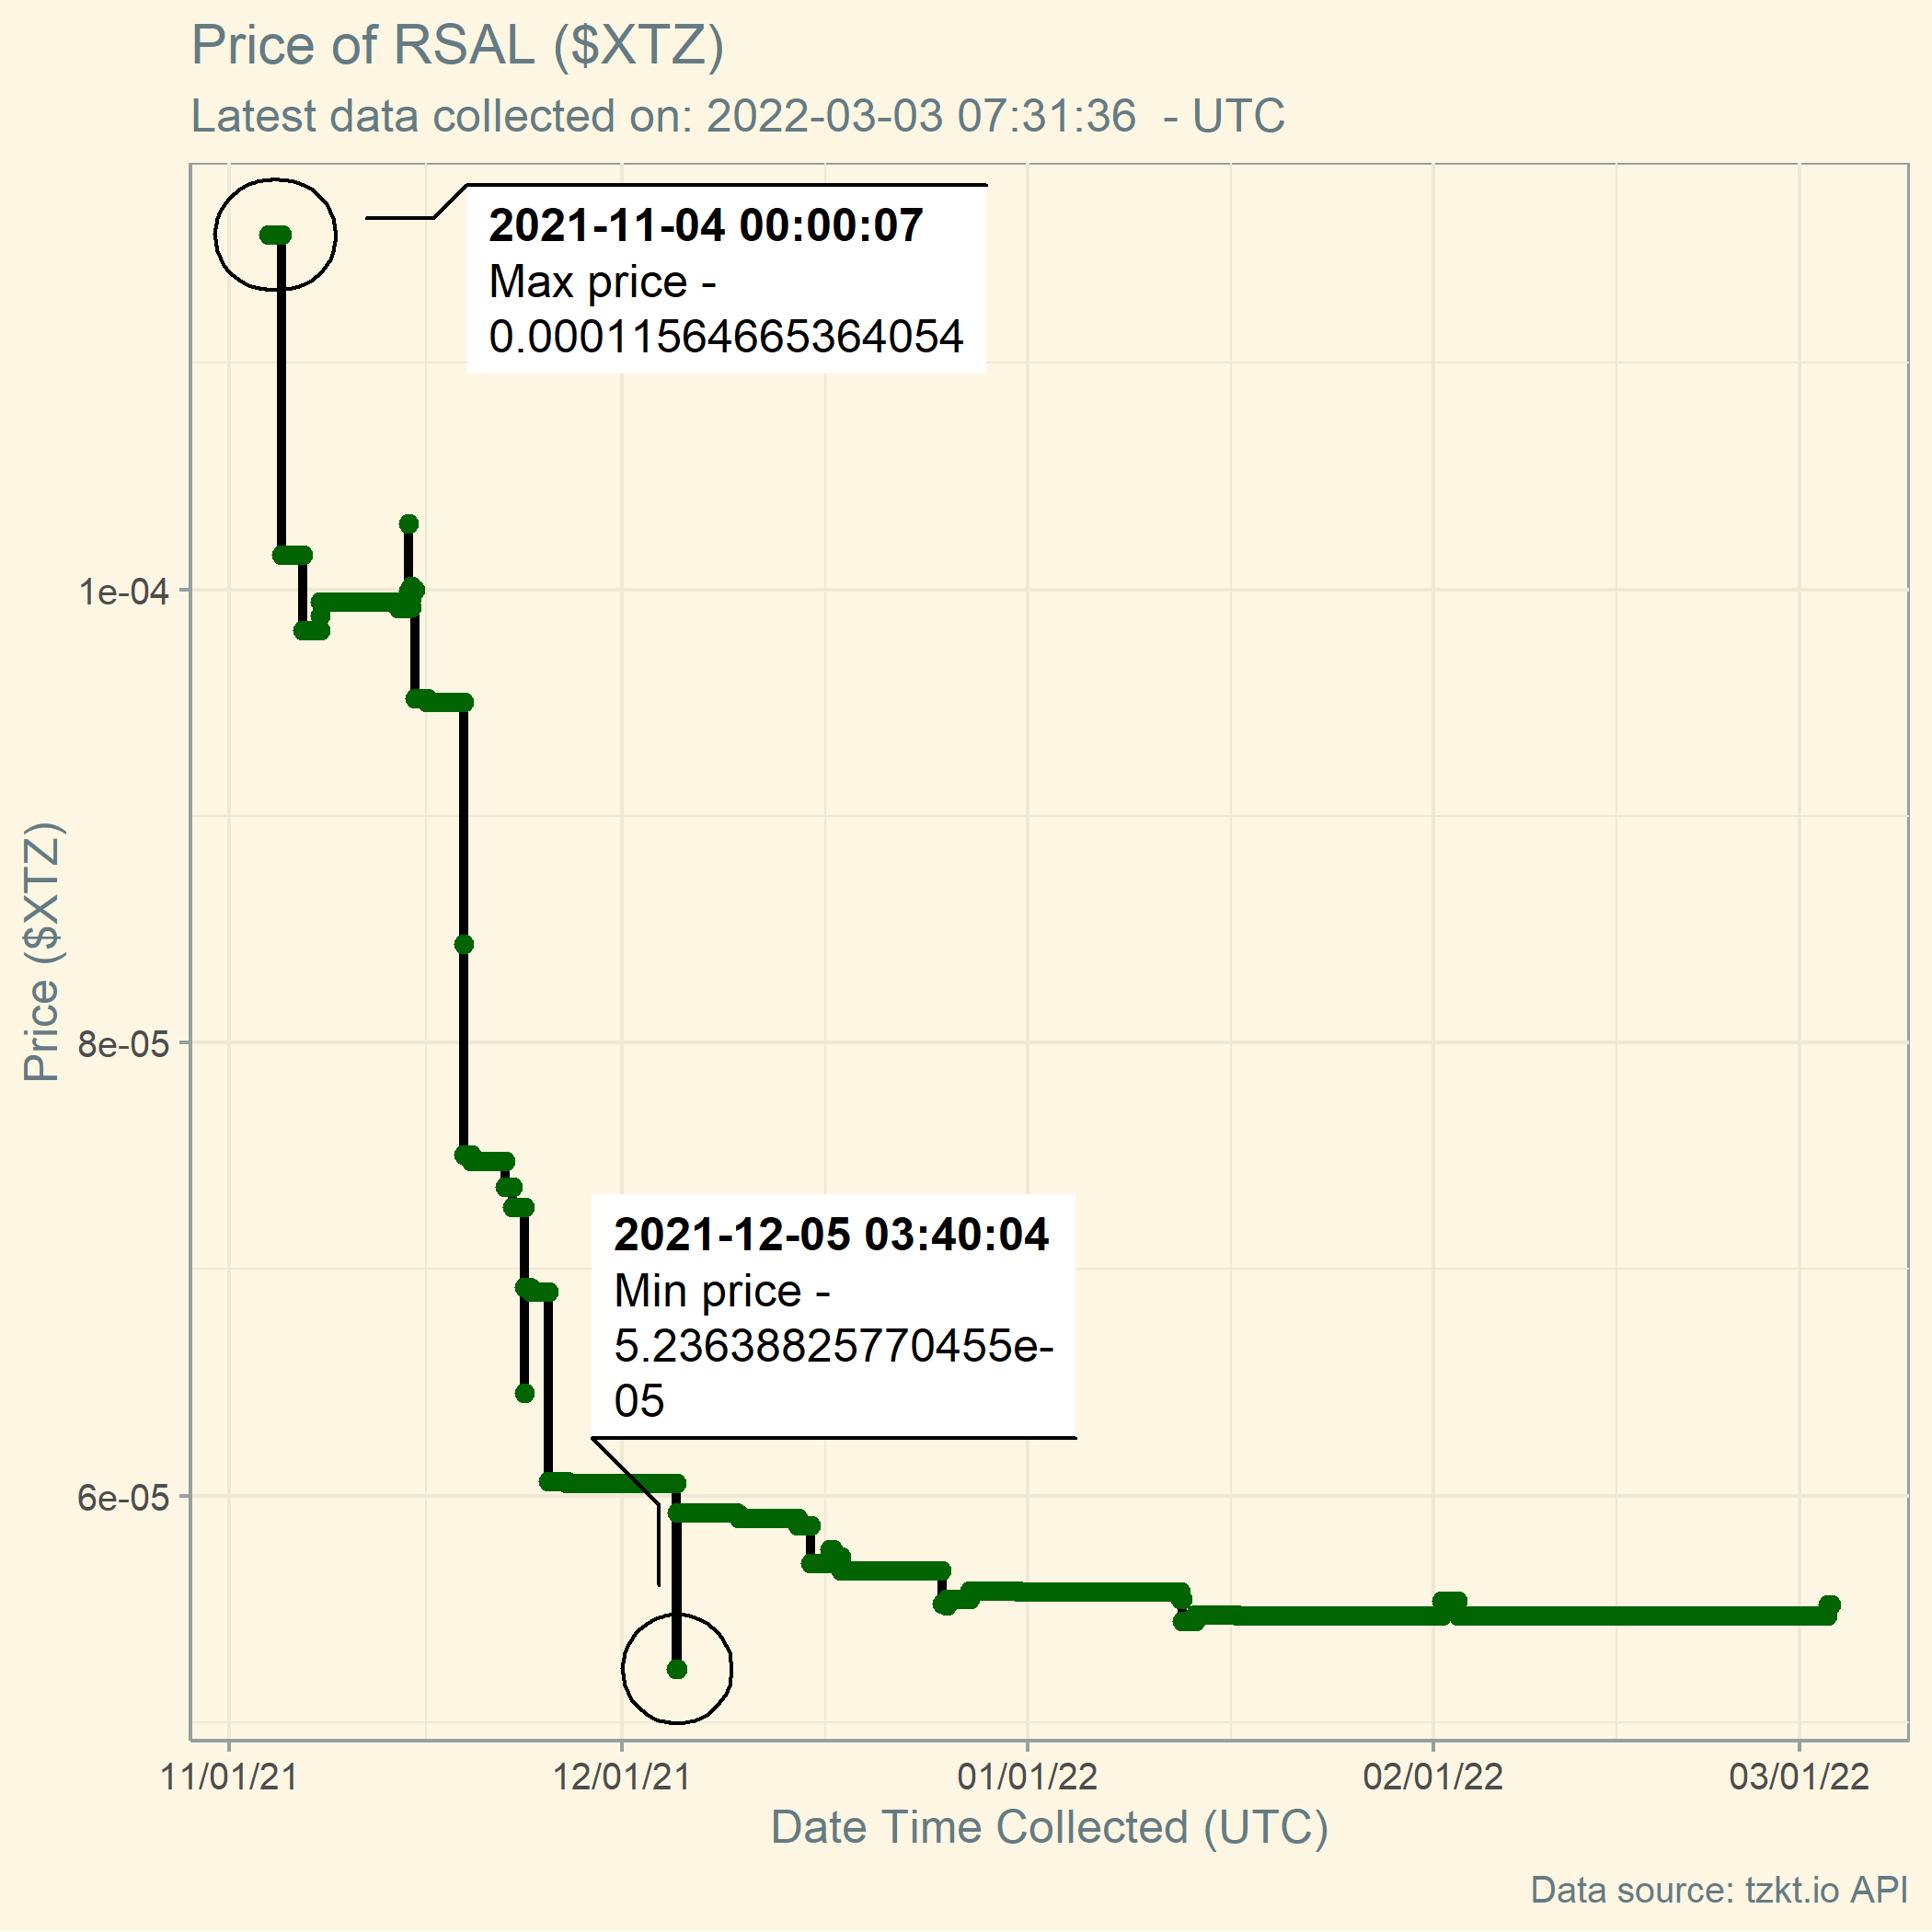 Price of RSAL ($XTZ)
Latest data collected on: 2022-03-03 07:31:36  - UTC
2021-11-04 00:00:07
Max price -
0.000115646653640​54
1e-04
Price ($XTZ)
8e-05
2021-12-05 03:40:04
Min price -
5.23638825770455e-
05
6e-05
11/01/21
12/01/21
01/01/22
02/01/22
03/01/22
Date Time Collected (UTC)
Data source: tzkt.io API